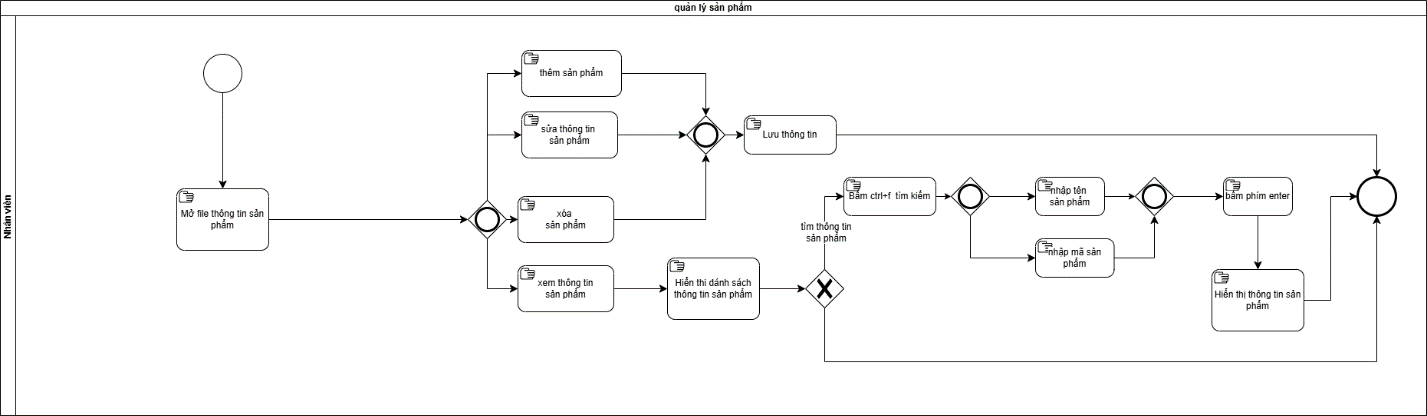 quản lý sản phẩm
Nhân viên
Mở file thông tin sản
phẩm
thêm sản phẩm
sửa thông tin
sản phẩm
xóa
sản phẩm
xem thông tin
sản phẩm
Lưu thông tin
Hiển thi dánh sách
thông tin sản phẩm
tìm thông tin
sản phẩm
Bấm ctrl+f tìm kiếm
nhập tên
sản phẩm
nhập mã sản
phẩm
bấm phím enter
Hiển thị thông tin sản
phẩm